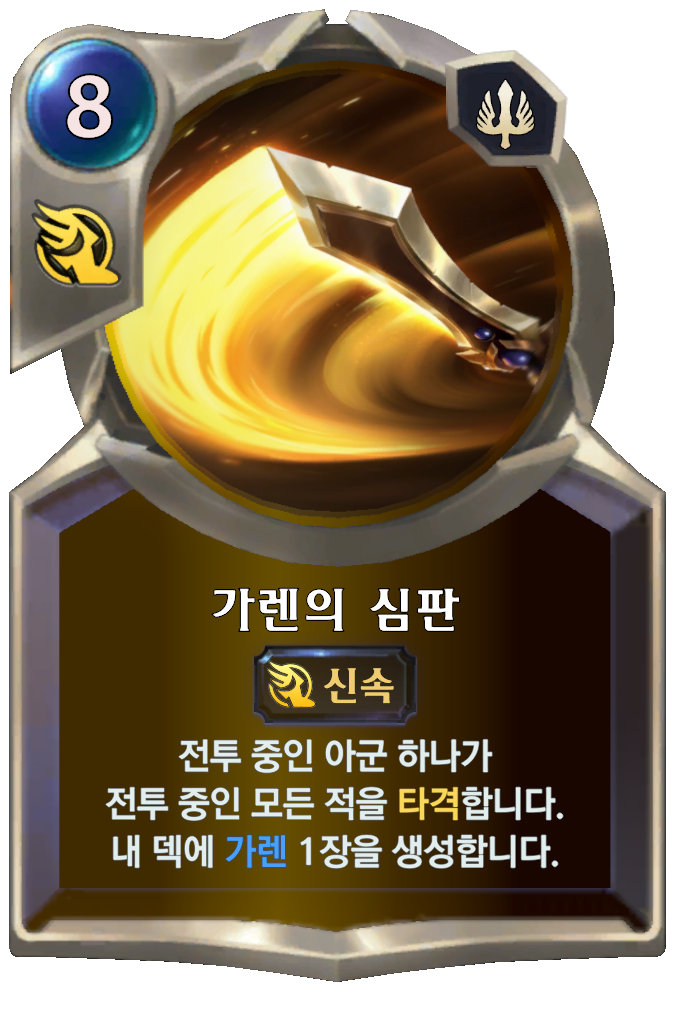 8
가렌의 심판
신속
전투 중인 아군 하나가
전투 중인 모든 적을 타격합니다.
내 덱에 가렌 1장을 생성합니다.